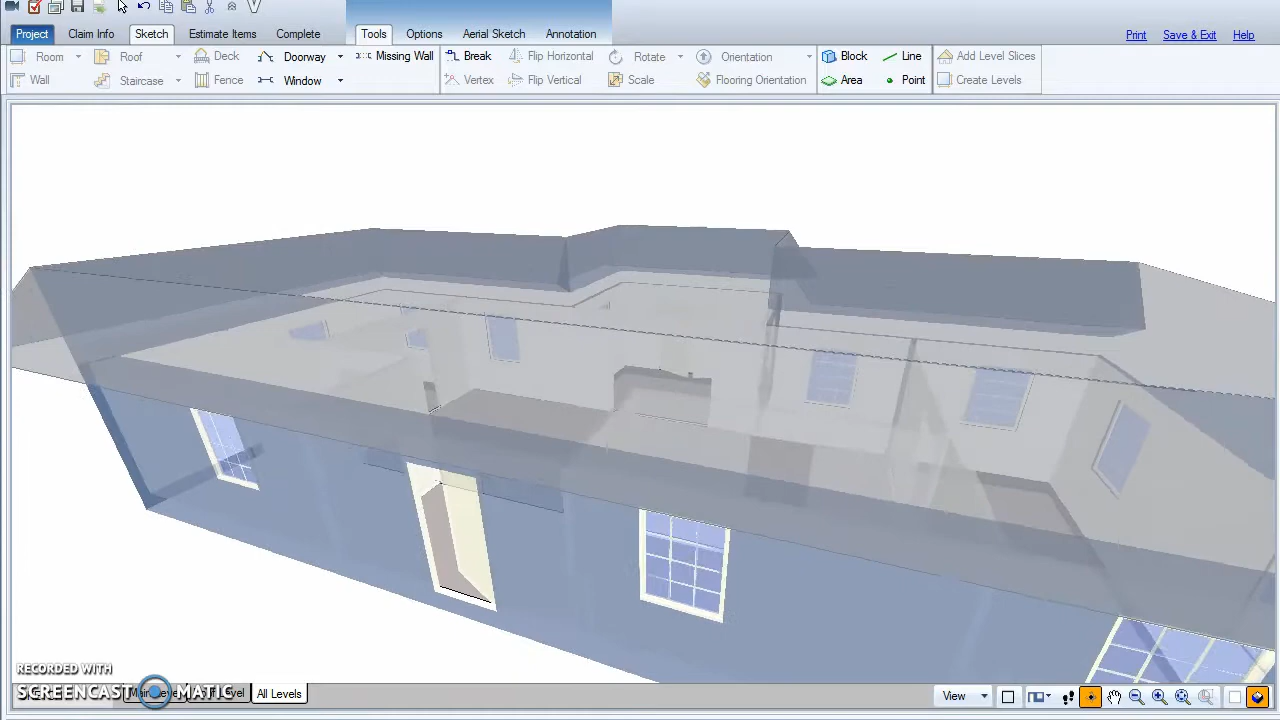 Project Claim Info Sketch Estimate Items Complete Tools Options Aerial Sketch Annotation Print Save & Exit Help
Room Roof Deck Doorway Missing Wall Break Flip Horizontal Rotate Orientation Block Line Add Level Slices
Wall Staircase Fence Window Vertex Flip Vertical Scale Flooring Orientation Area Point Create Levels
RECORDED WITH
SCREENCAST MATIC
All Levels View